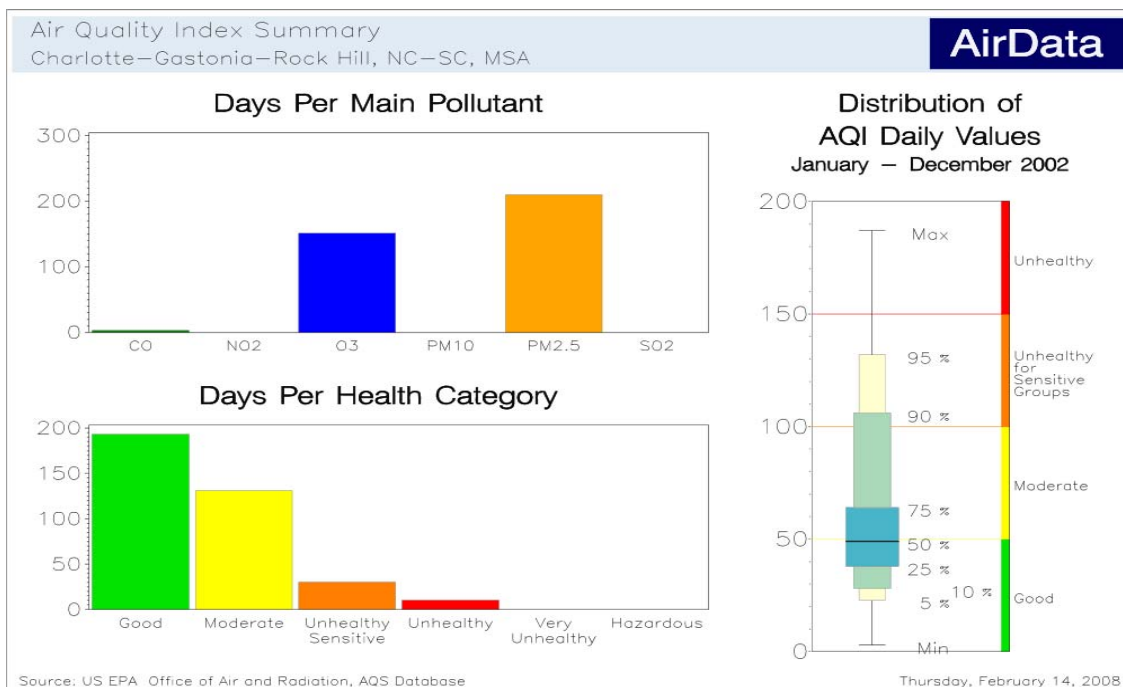 Air Quality Index Summary
Charlotte-Gastonia-Rock Hill, NC-SC, MSA
AirData
Days Per Main Pollutant
300
200
100
0
CO NO2 O3 PM10 PM2.5 SO2
Days Per Health Category
200
150
100
50
0
Good Moderate Unhealthy Sensitive Unhealthy Very Unhealthy Hazardous
Distribution of
AQI Daily Values
January - December 2002
200
Max
Unhealthy
150
95 %
Unhealthy
for
Sensitive
Groups
90 %
100
75 %
Moderate
50
50 %
25 %
10 %
5 %
Good
Min
0
Source: US EPA Office of Air and Radiation, AQS Database
Thursday, February 14, 2008